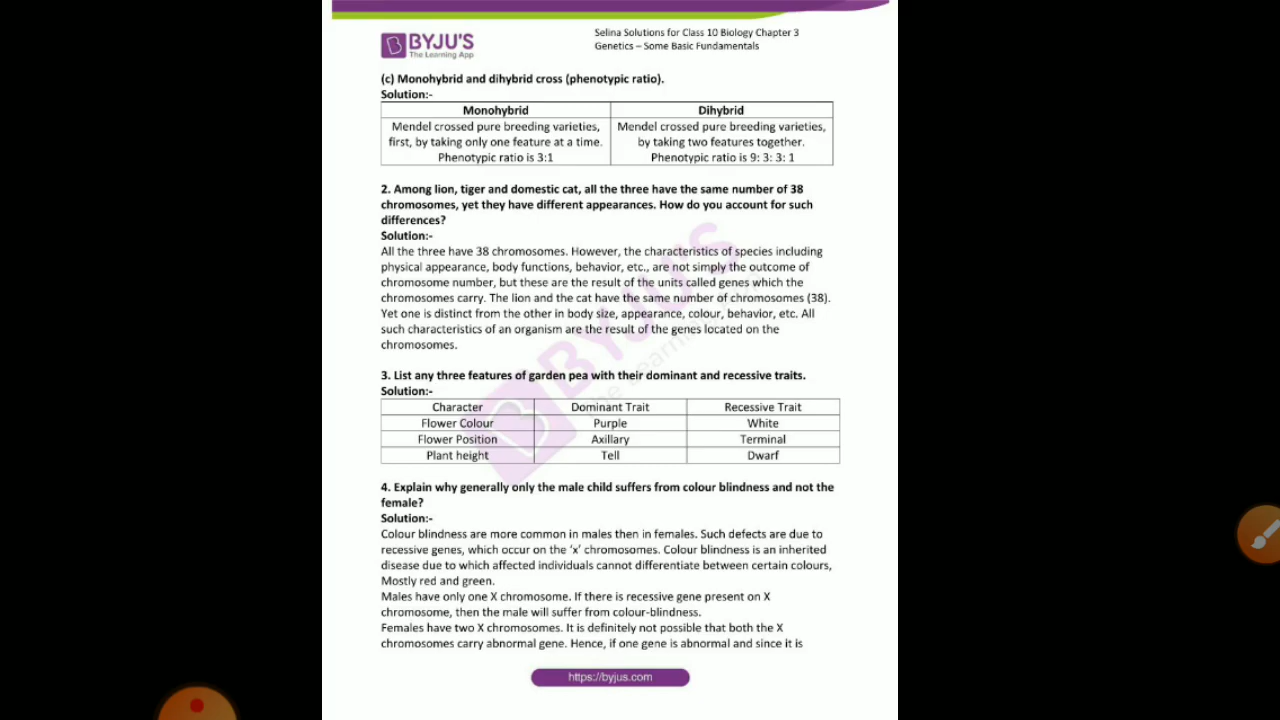 BYJU'S
The Learning App
Selina Solutions for Class 10 Biology Chapter 3
Genetics – Some Basic Fundamentals
(c) Monohybrid and dihybrid cross (phenotypic ratio).
Solution:-
Monohybrid Dihybrid
Mendel crossed pure breeding varieties, Mendel crossed pure breeding varieties,
first, by taking only one feature at a time. by taking two features together.
Phenotypic ratio is 3:1 Phenotypic ratio is 9: 3: 3: 1
2. Among lion, tiger and domestic cat, all the three have the same number of 38
chromosomes, yet they have different appearances. How do you account for such
differences?
Solution:-
All the three have 38 chromosomes. However, the characteristics of species including
physical appearance, body functions, behavior, etc., are not simply the outcome of
chromosome number, but these are the result of the units called genes which the
chromosomes carry. The lion and the cat have the same number of chromosomes (38).
Yet one is distinct from the other in body size, appearance, colour, behavior, etc. All
such characteristics of an organism are the result of the genes located on the
chromosomes.
3. List any three features of garden pea with their dominant and recessive traits.
Solution:-
Character Dominant Trait Recessive Trait
Flower Colour Purple White
Flower Position Axillary Terminal
Plant height Tell Dwarf
4. Explain why generally only the male child suffers from colour blindness and not the
female?
Solution:-
Colour blindness are more common in males then in females. Such defects are due to
recessive genes, which occur on the ‘x’ chromosomes. Colour blindness is an inherited
disease due to which affected individuals cannot differentiate between certain colours,
Mostly red and green.
Males have only one X chromosome. If there is recessive gene present on X
chromosome, then the male will suffer from colour-blindness.
Females have two X chromosomes. It is definitely not possible that both the X
chromosomes carry abnormal gene. Hence, if one gene is abnormal and since it is
https://byjus.com
BYJU'S
The Learn